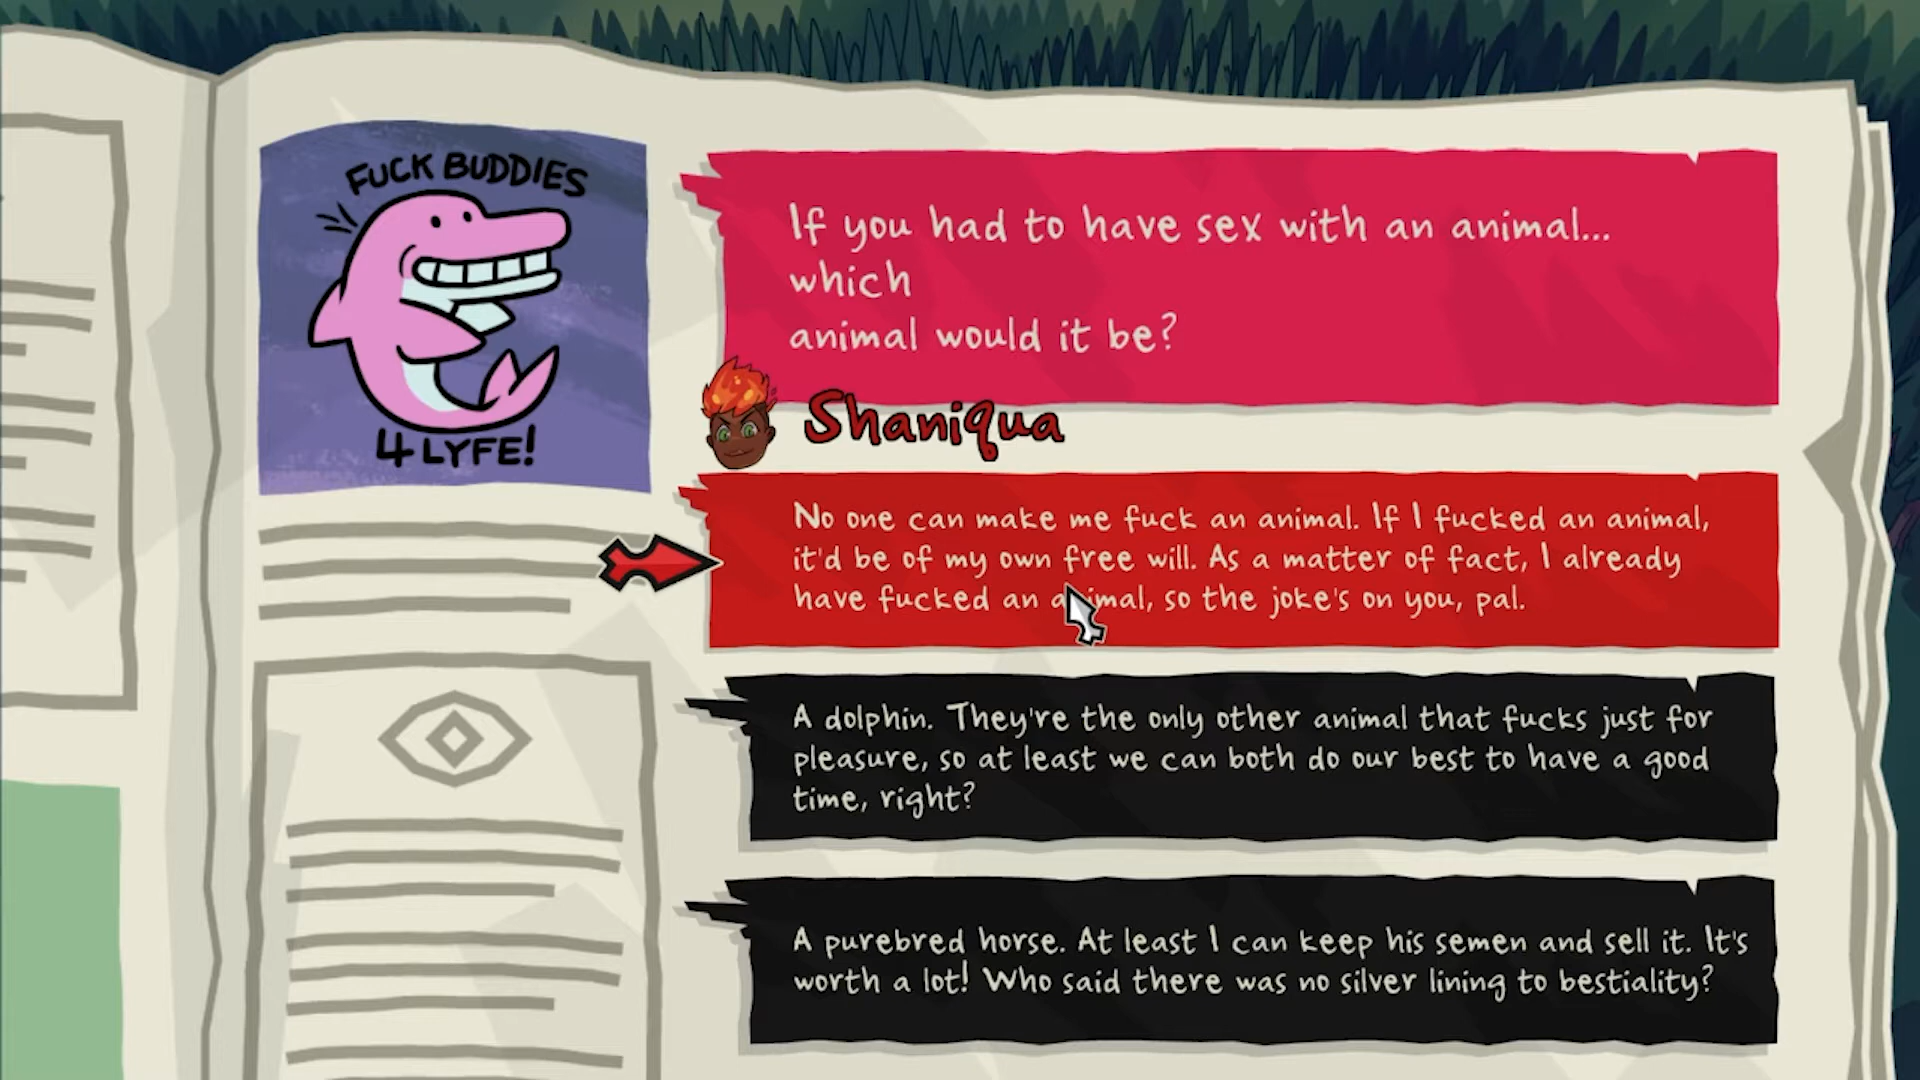 FUCK BUDDIES
4 LYFE!
If you had to have sex with an animal...
which
animal would it be?
Shaniqua
No one can make me fuck an animal. If I fucked an animal,
it'd be of my own free will. As a matter of fact, I already
have fucked an animal, so the joke's on you, pal.
A dolphin. They're the only other animal that fucks just for
pleasure, so at least we can both do our best to have a good
time, right?
A purebred horse. At least I can keep his semen and sell it. It's
worth a lot! Who said there was no silver lining to bestiality?